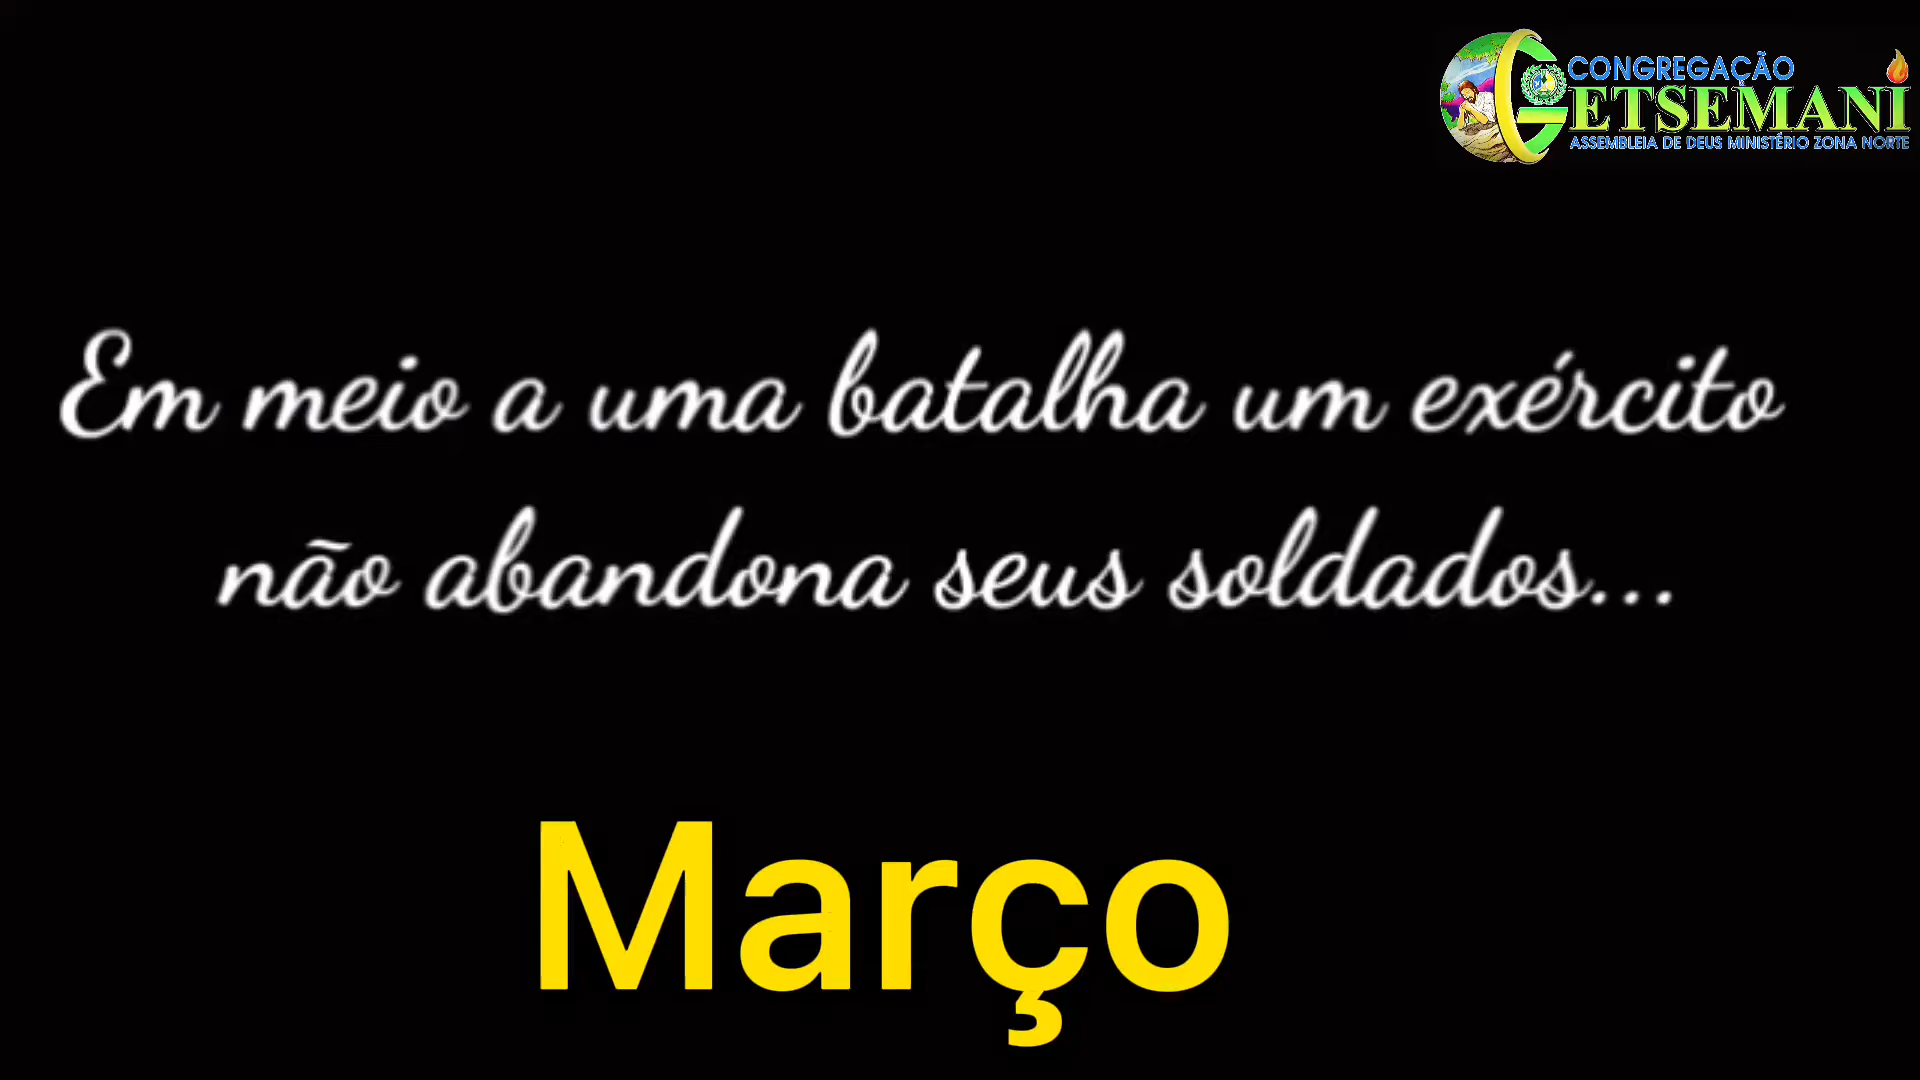 CONGREGAÇÃO
GETSEMANI
ASSEMBLEIA DE DEUS MINISTÉRIO ZONA NORTE
Em meio a uma batalha um exército
não abandona seus soldados...
Março